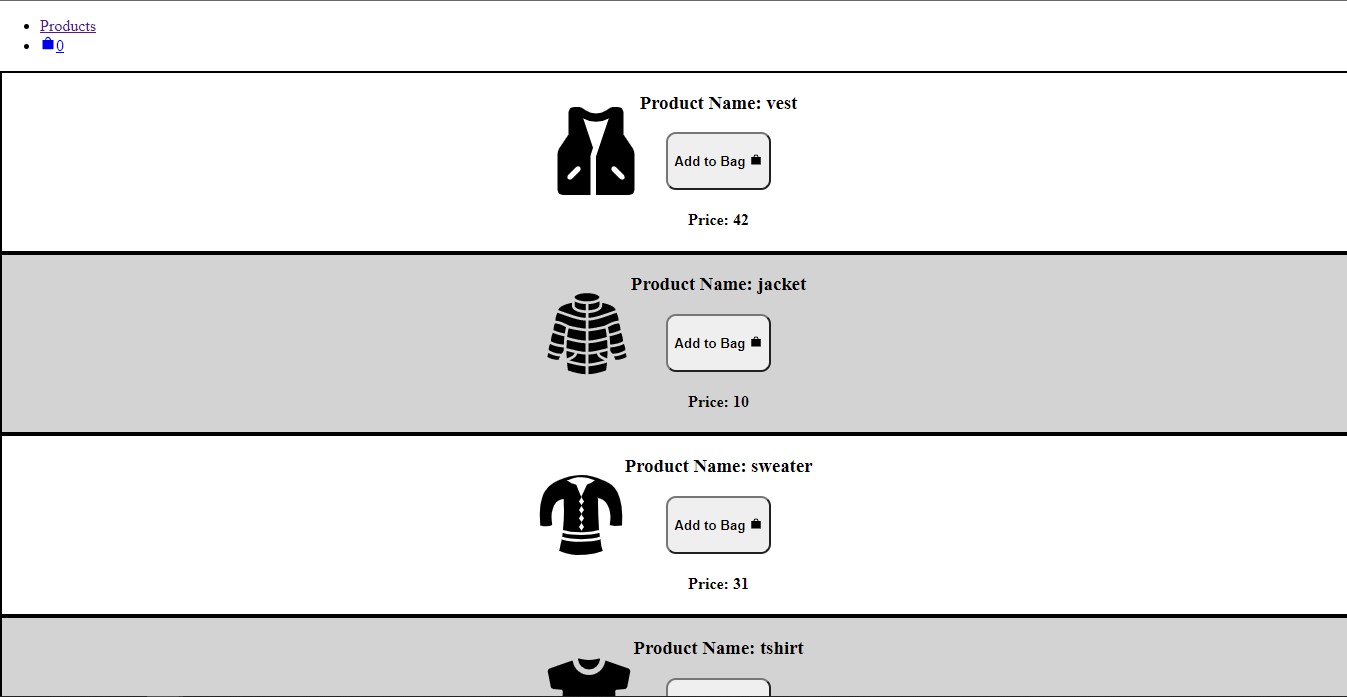 Products
0
Product Name: vest
Add to Bag
Price: 42
Product Name: jacket
Add to Bag
Price: 10
Product Name: sweater
Add to Bag
Price: 31
Product Name: tshirt